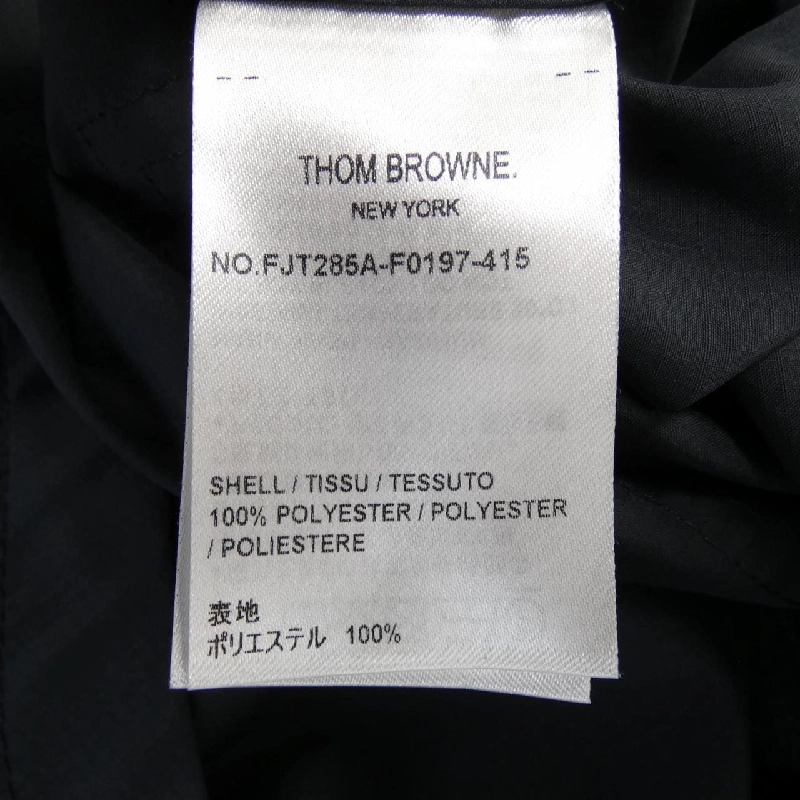 THOM BROWNE.
NEW YORK
NO.FJT285A-F0197-415
SHELL / TISSU / TESSUTO
100% POLYESTER / POLYESTER
/ POLIESTERE
表地
ポリエステル 100%